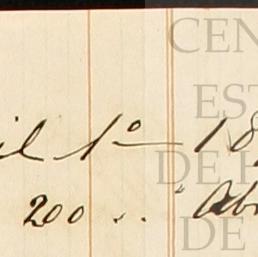 CEN
EST
il 1º 18
DE H
200 " " Ab
DE